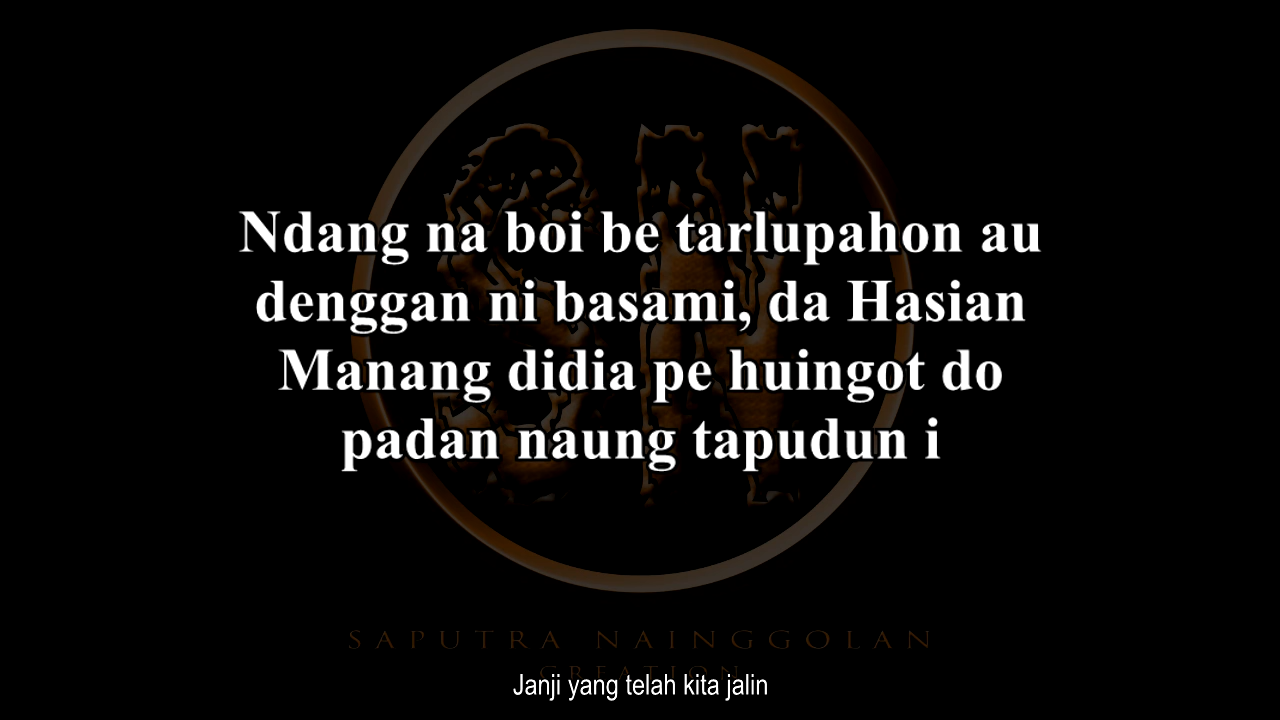 Ndang na boi be tarlupahon au
denggan ni basami, da Hasian
Manang didia pe huingot do
padan naung tapudun i
SAPUTRA NAINGGOLAN
CREATION
Janji yang telah kita jalin